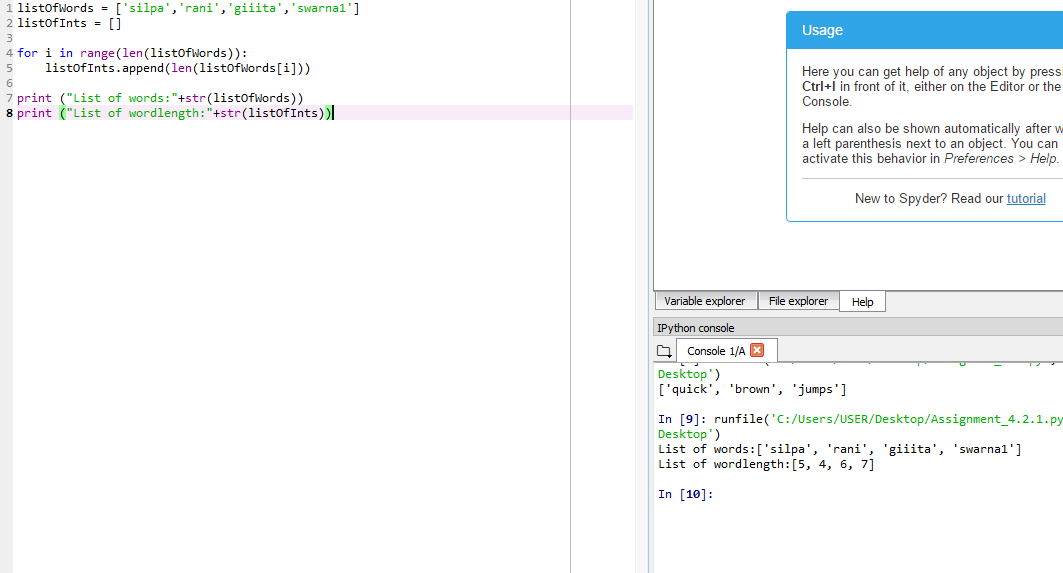 1 listOfWords = ['silpa','rani','giiita','swarna1']
2 listOfInts = []
3
4 for i in range(len(listOfWords)):
5     listOfInts.append(len(listOfWords[i]))
6
7 print ("List of words:"+str(listOfWords))
8 print ("List of wordlength:"+str(listOfInts))
Usage
Here you can get help of any object by press
Ctrl+I in front of it, either on the Editor or the
Console.
Help can also be shown automatically after w
a left parenthesis next to an object. You can
activate this behavior in Preferences > Help.
New to Spyder? Read our tutorial
Variable explorer File explorer Help
IPython console
Console 1/A
Desktop')
['quick', 'brown', 'jumps']
In [9]: runfile('C:/Users/USER/Desktop/Assignment_4.2.1.py
Desktop')
List of words:['silpa', 'rani', 'giiita', 'swarna1']
List of wordlength:[5, 4, 6, 7]
In [10]: